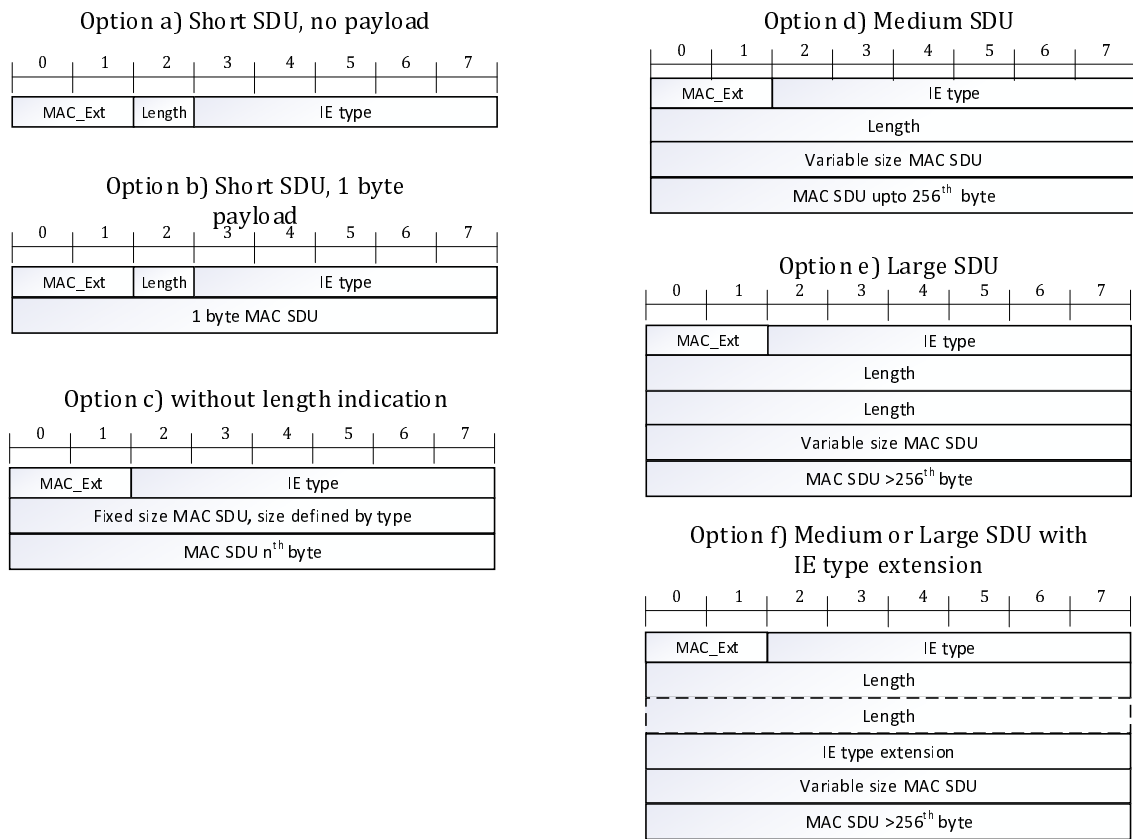 Option a) Short SDU, no payload
0 1 2 3 4 5 6 7
MAC_Ext Length IE type
Option b) Short SDU, 1 byte
payload
0 1 2 3 4 5 6 7
MAC_Ext Length IE type
1 byte MAC SDU
Option c) without length indication
0 1 2 3 4 5 6 7
MAC_Ext IE type
Fixed size MAC SDU, size defined by type
MAC SDU nth byte
Option d) Medium SDU
0 1 2 3 4 5 6 7
MAC_Ext IE type
Length
Variable size MAC SDU
MAC SDU upto 256th byte
Option e) Large SDU
0 1 2 3 4 5 6 7
MAC_Ext IE type
Length
Length
Variable size MAC SDU
MAC SDU >256th byte
Option f) Medium or Large SDU with
IE type extension
0 1 2 3 4 5 6 7
MAC_Ext IE type
Length
Length
IE type extension
Variable size MAC SDU
MAC SDU >256th byte